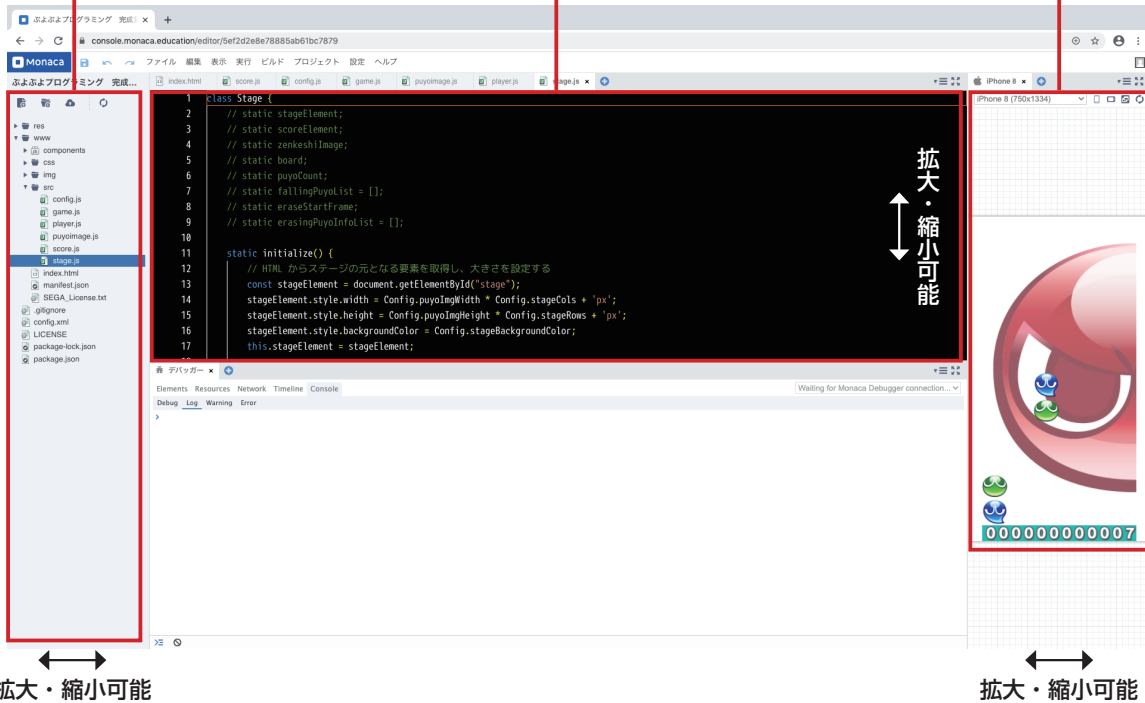 ぷよぷよプログラミング 完成
console.monaca.education/editor/5ef2d2e8e78885ab61bc7879
Monaca
ファイル 編集 表示 実行 ビルド プロジェクト 設定 ヘルプ
ぷよぷよプログラミング 完成...
index.html score.js config.js game.js puyoimage.js player.js stage.js
iPhone 8
iPhone 8 (750x1334)
res
www
components
css
img
src
config.js
game.js
player.js
puyoimage.js
score.js
stage.js
index.html
manifest.json
SEGA_License.txt
.gitignore
config.xml
LICENSE
package-lock.json
package.json
1 class Stage {
2 // static stageElement;
3 // static scoreElement;
4 // static zenkeshiImage;
5 // static board;
6 // static puyoCount;
7 // static fallingPuyoList = [];
8 // static eraseStartFrame;
9 // static erasingPuyoInfoList = [];
10
11 static initialize() {
12 // HTML からステージの元となる要素を取得し、大きさを設定する
13 const stageElement = document.getElementById("stage");
14 stageElement.style.width = Config.puyoImgWidth * Config.stageCols + 'px';
15 stageElement.style.height = Config.puyoImgHeight * Config.stageRows + 'px';
16 stageElement.style.backgroundColor = Config.stageBackgroundColor;
17 this.stageElement = stageElement;
拡大・縮小可能
デバッガー
Elements Resources Network Timeline Console
Waiting for Monaca Debugger connection...
Debug Log Warning Error
000000000007
拡大・縮小可能
拡大・縮小可能